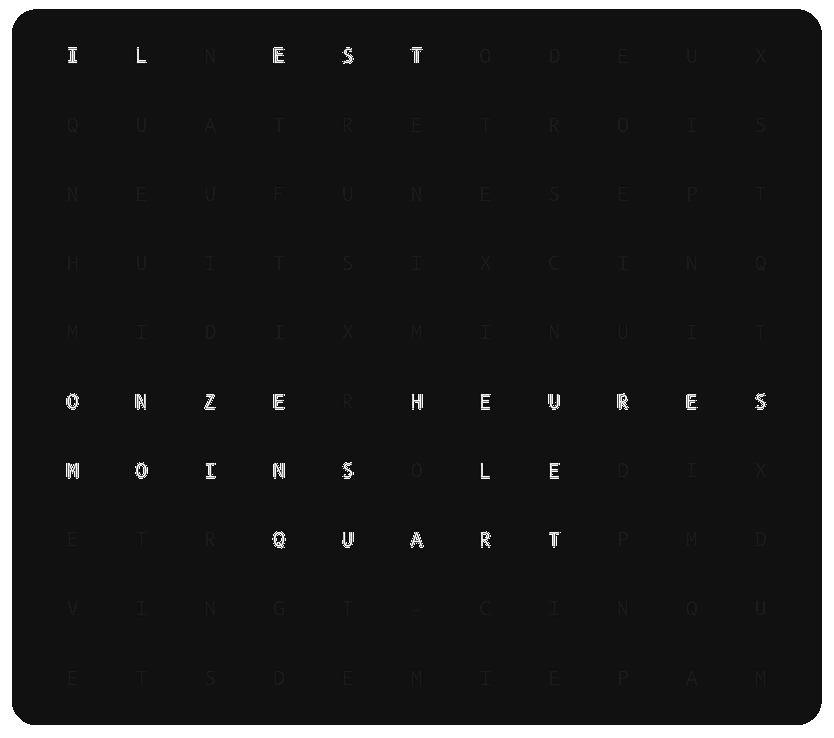 I L N E S T O D E U X
Q U A T R E T R O I S
N E U F U N E S E P T
H U I T S I X C I N Q
M I D I X M I N U I T
O N Z E R H E U R E S
M O I N S O L E D I X
E T R Q U A R T P M D
V I N G T - C I N Q U
E T S D E M I E P A M